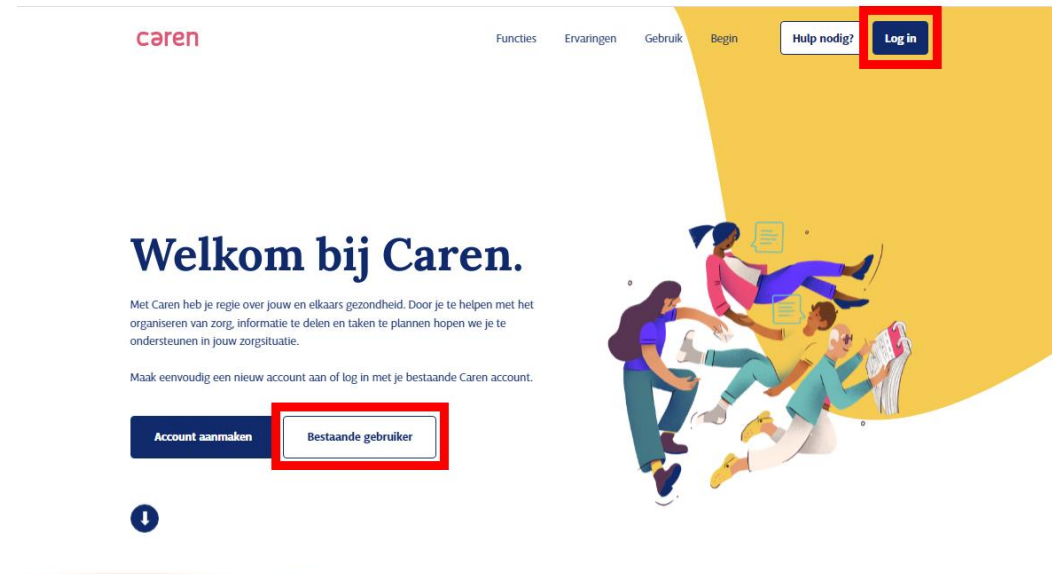 caren
Functies Ervaringen Gebruik Begin Hulp nodig? Log in
Welkom bij Caren.
Met Caren heb je regie over jouw en elkaars gezondheid. Door je te helpen met het
organiseren van zorg, informatie te delen en taken te plannen hopen we je te
ondersteunen in jouw zorgsituatie.
Maak eenvoudig een nieuw account aan of log in met je bestaande Caren account.
Account aanmaken Bestaande gebruiker